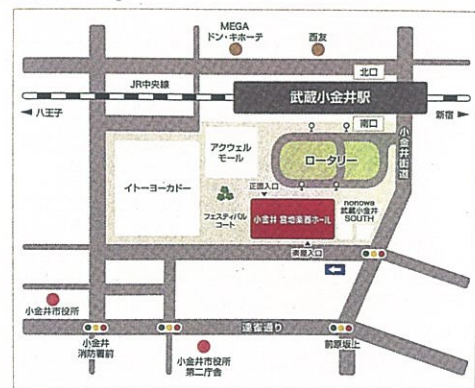 MEGA
ドン・キホーテ
西友
北口
JR中央線
武蔵小金井駅
八王子
新宿
南口
アクウェル
モール
ロータリー
小金井街道
イトーヨーカドー
正面入口
フェスティバル
コート
小金井 宮地楽器ホール
nonowa
武蔵小金井
SOUTH
楽屋入口
小金井市役所
連雀通り
小金井
消防署前
小金井市役所
第二庁舎
前原坂上